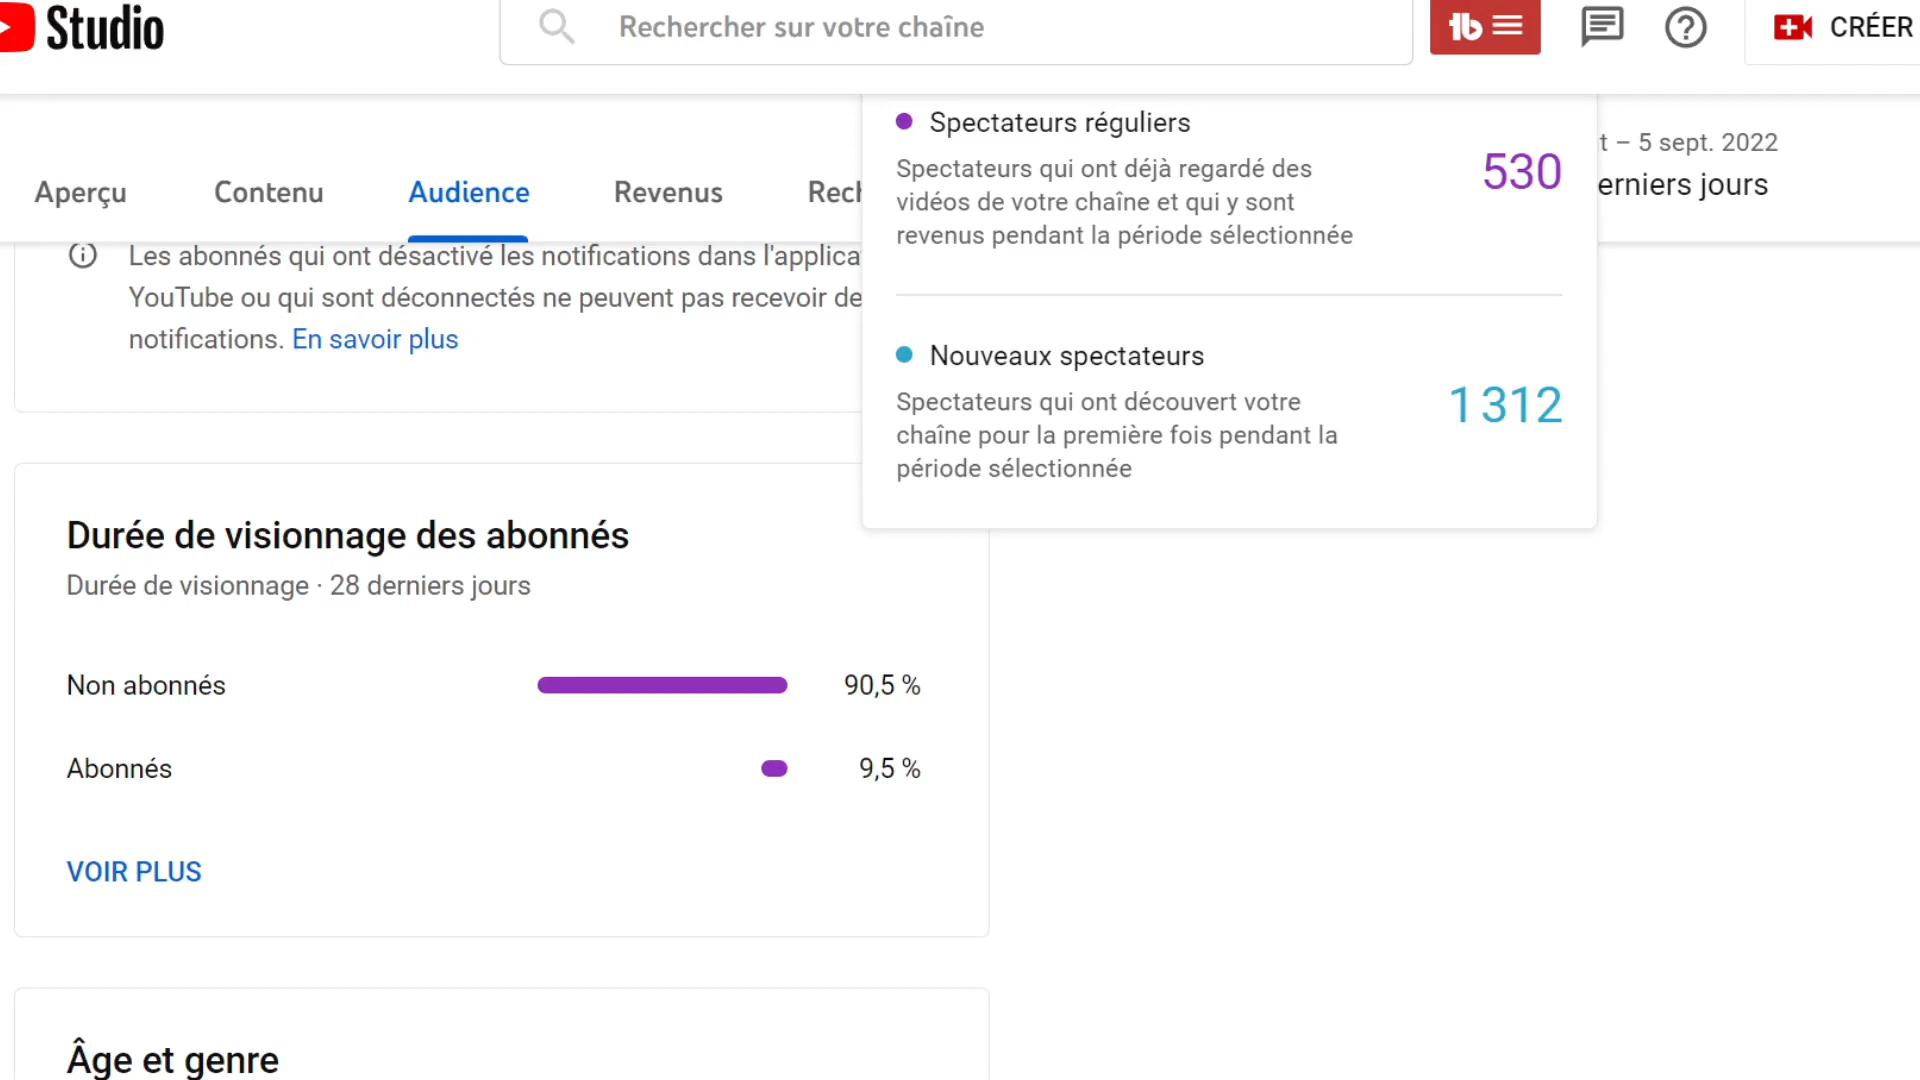 Studio
Rechercher sur votre chaîne
tb
CRÉER
t – 5 sept. 2022
erniers jours
Aperçu
Contenu
Audience
Revenus
Rech
Spectateurs réguliers
Spectateurs qui ont déjà regardé des
vidéos de votre chaîne et qui y sont
revenus pendant la période sélectionnée
530
Nouveaux spectateurs
Spectateurs qui ont découvert votre
chaîne pour la première fois pendant la
période sélectionnée
1 312
Les abonnés qui ont désactivé les notifications dans l'applica
YouTube ou qui sont déconnectés ne peuvent pas recevoir de
notifications. En savoir plus
Durée de visionnage des abonnés
Durée de visionnage · 28 derniers jours
Non abonnés 90,5 %
Abonnés 9,5 %
VOIR PLUS
Âge et genre